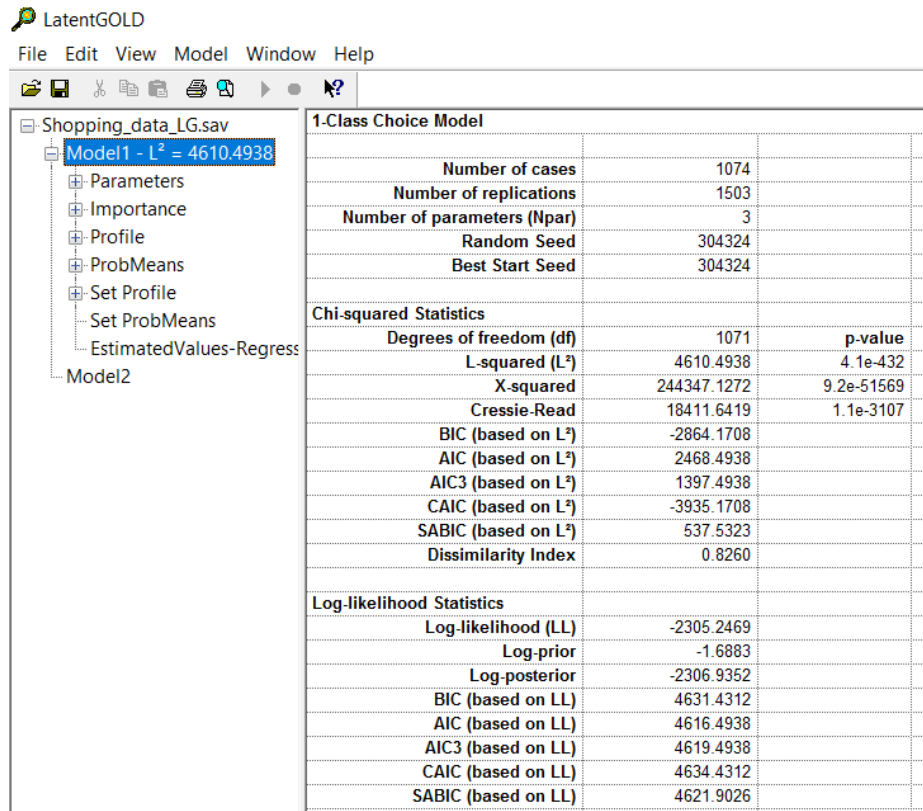 LatentGOLD
File Edit View Model Window Help
Shopping_data_LG.sav
Model1 - L² = 4610.4938
Parameters
Importance
Profile
ProbMeans
Set Profile
Set ProbMeans
EstimatedValues-Regress
Model2
1-Class Choice Model
Number of cases 1074
Number of replications 1503
Number of parameters (Npar) 3
Random Seed 304324
Best Start Seed 304324
Chi-squared Statistics
Degrees of freedom (df) 1071 p-value
L-squared (L²) 4610.4938 4.1e-432
X-squared 244347.1272 9.2e-51569
Cressie-Read 18411.6419 1.1e-3107
BIC (based on L²) -2864.1708
AIC (based on L²) 2468.4938
AIC3 (based on L²) 1397.4938
CAIC (based on L²) -3935.1708
SABIC (based on L²) 537.5323
Dissimilarity Index 0.8260
Log-likelihood Statistics
Log-likelihood (LL) -2305.2469
Log-prior -1.6883
Log-posterior -2306.9352
BIC (based on LL) 4631.4312
AIC (based on LL) 4616.4938
AIC3 (based on LL) 4619.4938
CAIC (based on LL) 4634.4312
SABIC (based on LL) 4621.9026